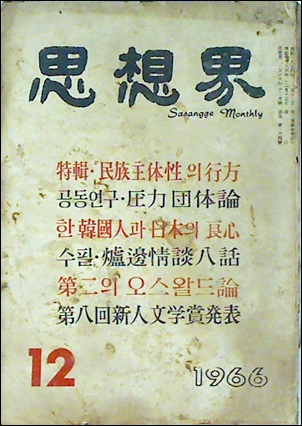 思想界
Sasangge Monthly
特輯·民族主体性의行方
공동연구·圧力団体論
한韓國人과日本의良心
수필·爐邊情談八話
第二의오스왈드論
第八回新人文学賞発表
12
1966